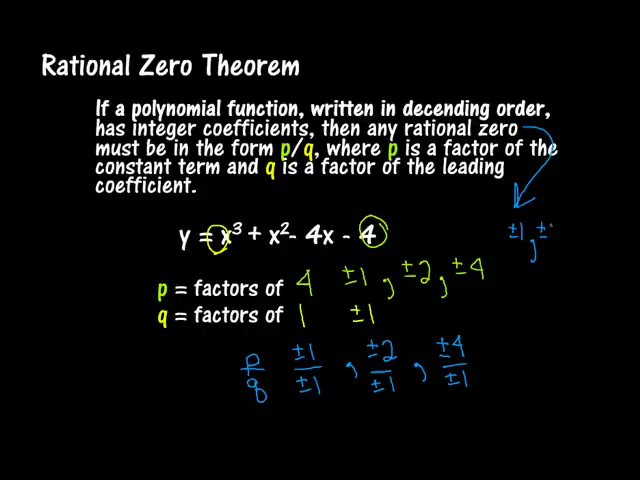 Rational Zero Theorem
If a polynomial function, written in decending order,
has integer coefficients, then any rational zero
must be in the form p/q, where p is a factor of the
constant term and q is a factor of the leading
coefficient.
y = x³ + x² - 4x - 4
±1, ±
p = factors of 4 ±1, ±2, ±4
q = factors of 1 ±1
p/q ±1/±1, ±2/±1, ±4/±1